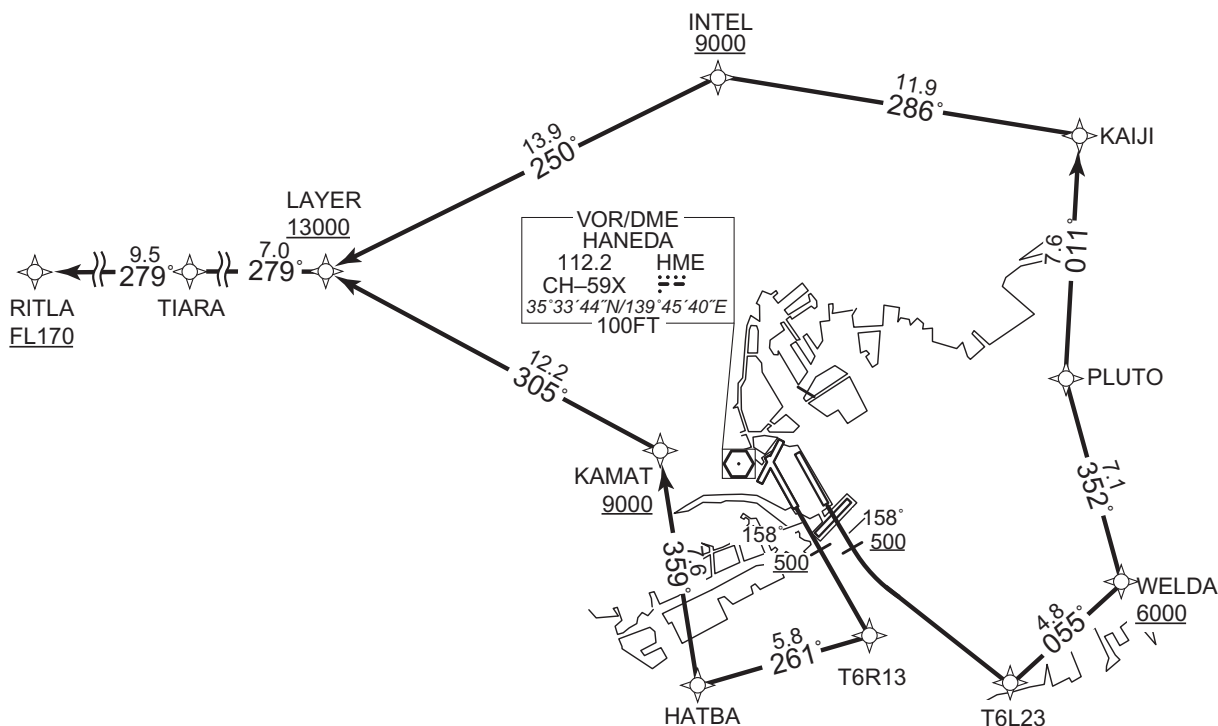 INTEL
9000
11.9
286°
KAIJI
13.9
250°
LAYER
13000
VOR/DME
HANEDA
112.2 HME
CH–59X
35°33´44˝N/139°45´40˝E
100FT
7.6
011°
9.5
279°
7.0
279°
RITLA
FL170
TIARA
12.2
305°
PLUTO
KAMAT
9000
7.1
352°
158°
500
158°
500
7.6
359°
WELDA
6000
4.8
055°
5.8
261°
T6R13
HATBA
T6L23